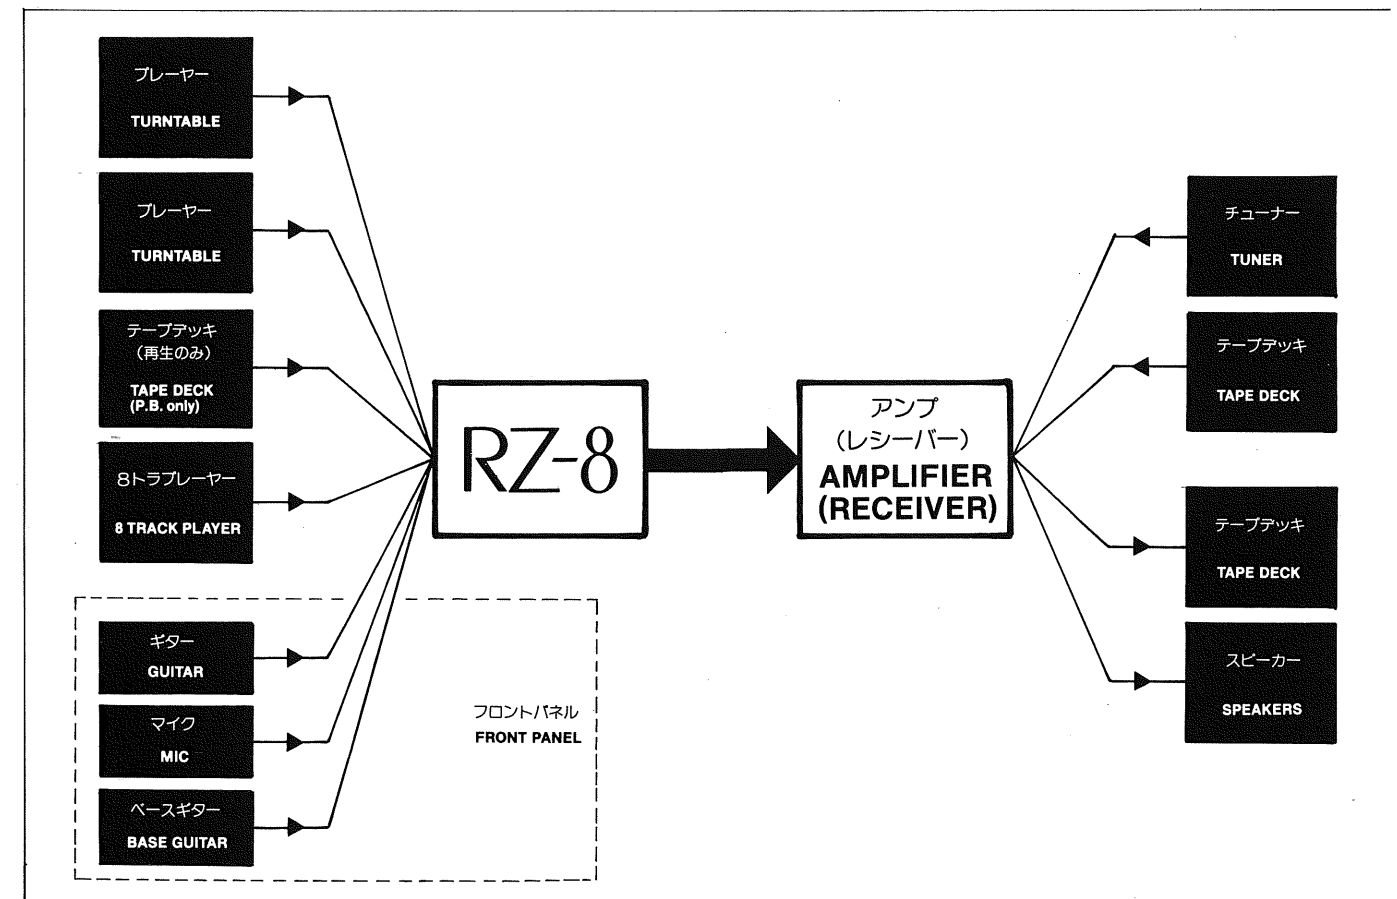 プレーヤー
TURNTABLE
プレーヤー
TURNTABLE
テープデッキ
(再生のみ)
TAPE DECK
(P.B. only)
8トラプレーヤー
8 TRACK PLAYER
ギター
GUITAR
マイク
MIC
ベースギター
BASE GUITAR
フロントパネル
FRONT PANEL
RZ-8
アンプ
(レシーバー)
AMPLIFIER
(RECEIVER)
チューナー
TUNER
テープデッキ
TAPE DECK
テープデッキ
TAPE DECK
スピーカー
SPEAKERS